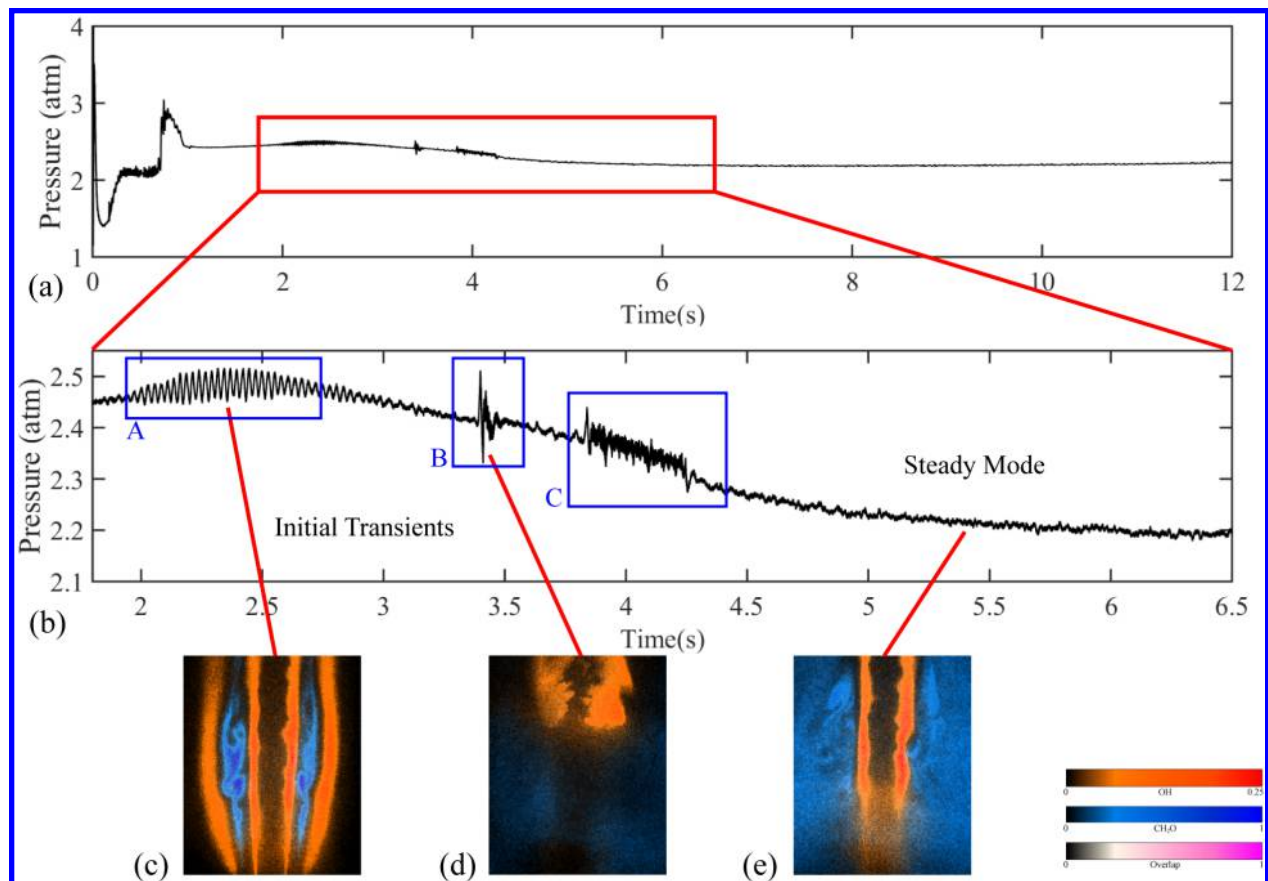 4
3
2
1
Pressure (atm)
(a)
0 2 4 6 8 10 12
Time(s)
2.5
2.4
2.3
2.2
2.1
Pressure (atm)
A
B
C
Steady Mode
Initial Transients
(b)
2 2.5 3 3.5 4 4.5 5 5.5 6 6.5
Time(s)
(c) (d) (e)
0 OH 0.25
0 CH₂O 1
0 Overlap 1